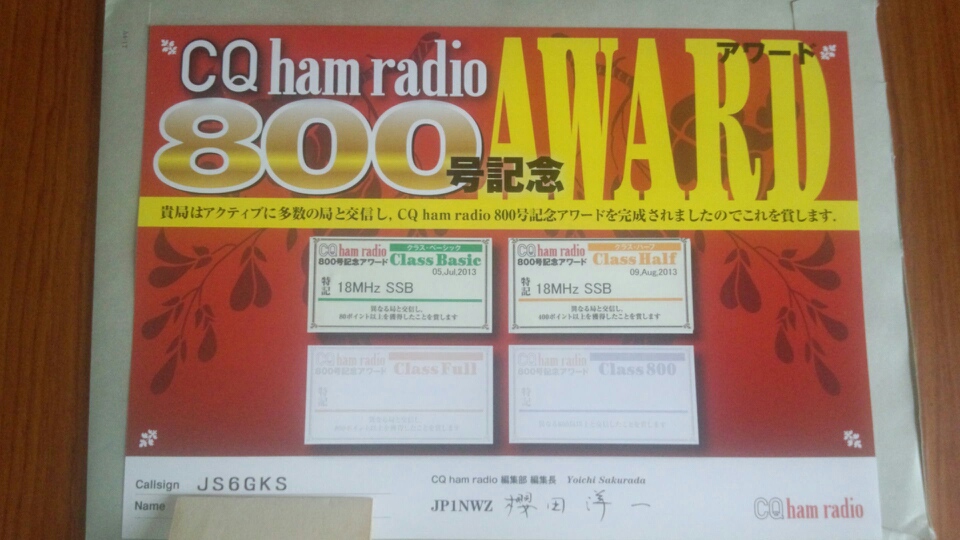 CQ ham radio
AWARD
アワード
800号記念
貴局はアクティブに多数の局と交信し，CQ ham radio 800号記念アワードを完成されましたのでこれを賞します．
CQ ham radio
クラス・ベーシック
800号記念アワード Class Basic
05,Jul,2013
特記 18MHz SSB
異なる局と交信し，
80ポイント以上を獲得したことを賞します
CQ ham radio
クラス・ハーフ
800号記念アワード Class Half
09,Aug,2013
特記 18MHz SSB
異なる局と交信し，
400ポイント以上を獲得したことを賞します
CQ ham radio
800号記念アワード Class Full
特記
CQ ham radio
800号記念アワード Class 800
特記
Callsign JS6GKS
Name
CQ ham radio 編集部 編集長 Yoichi Sakurada
JP1NWZ 櫻田洋一
CQ ham radio